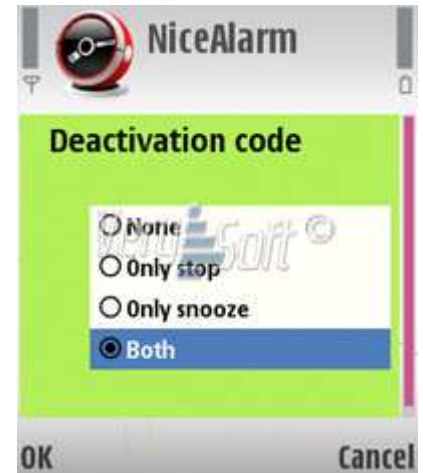 NiceAlarm
Deactivation code
None
Only stop
Only snooze
Both
OK Cancel